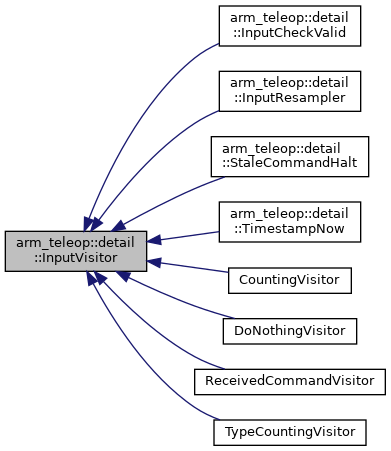 arm_teleop::detail
::InputCheckValid
arm_teleop::detail
::InputResampler
arm_teleop::detail
::StaleCommandHalt
arm_teleop::detail
::InputVisitor
arm_teleop::detail
::TimestampNow
CountingVisitor
DoNothingVisitor
ReceivedCommandVisitor
TypeCountingVisitor